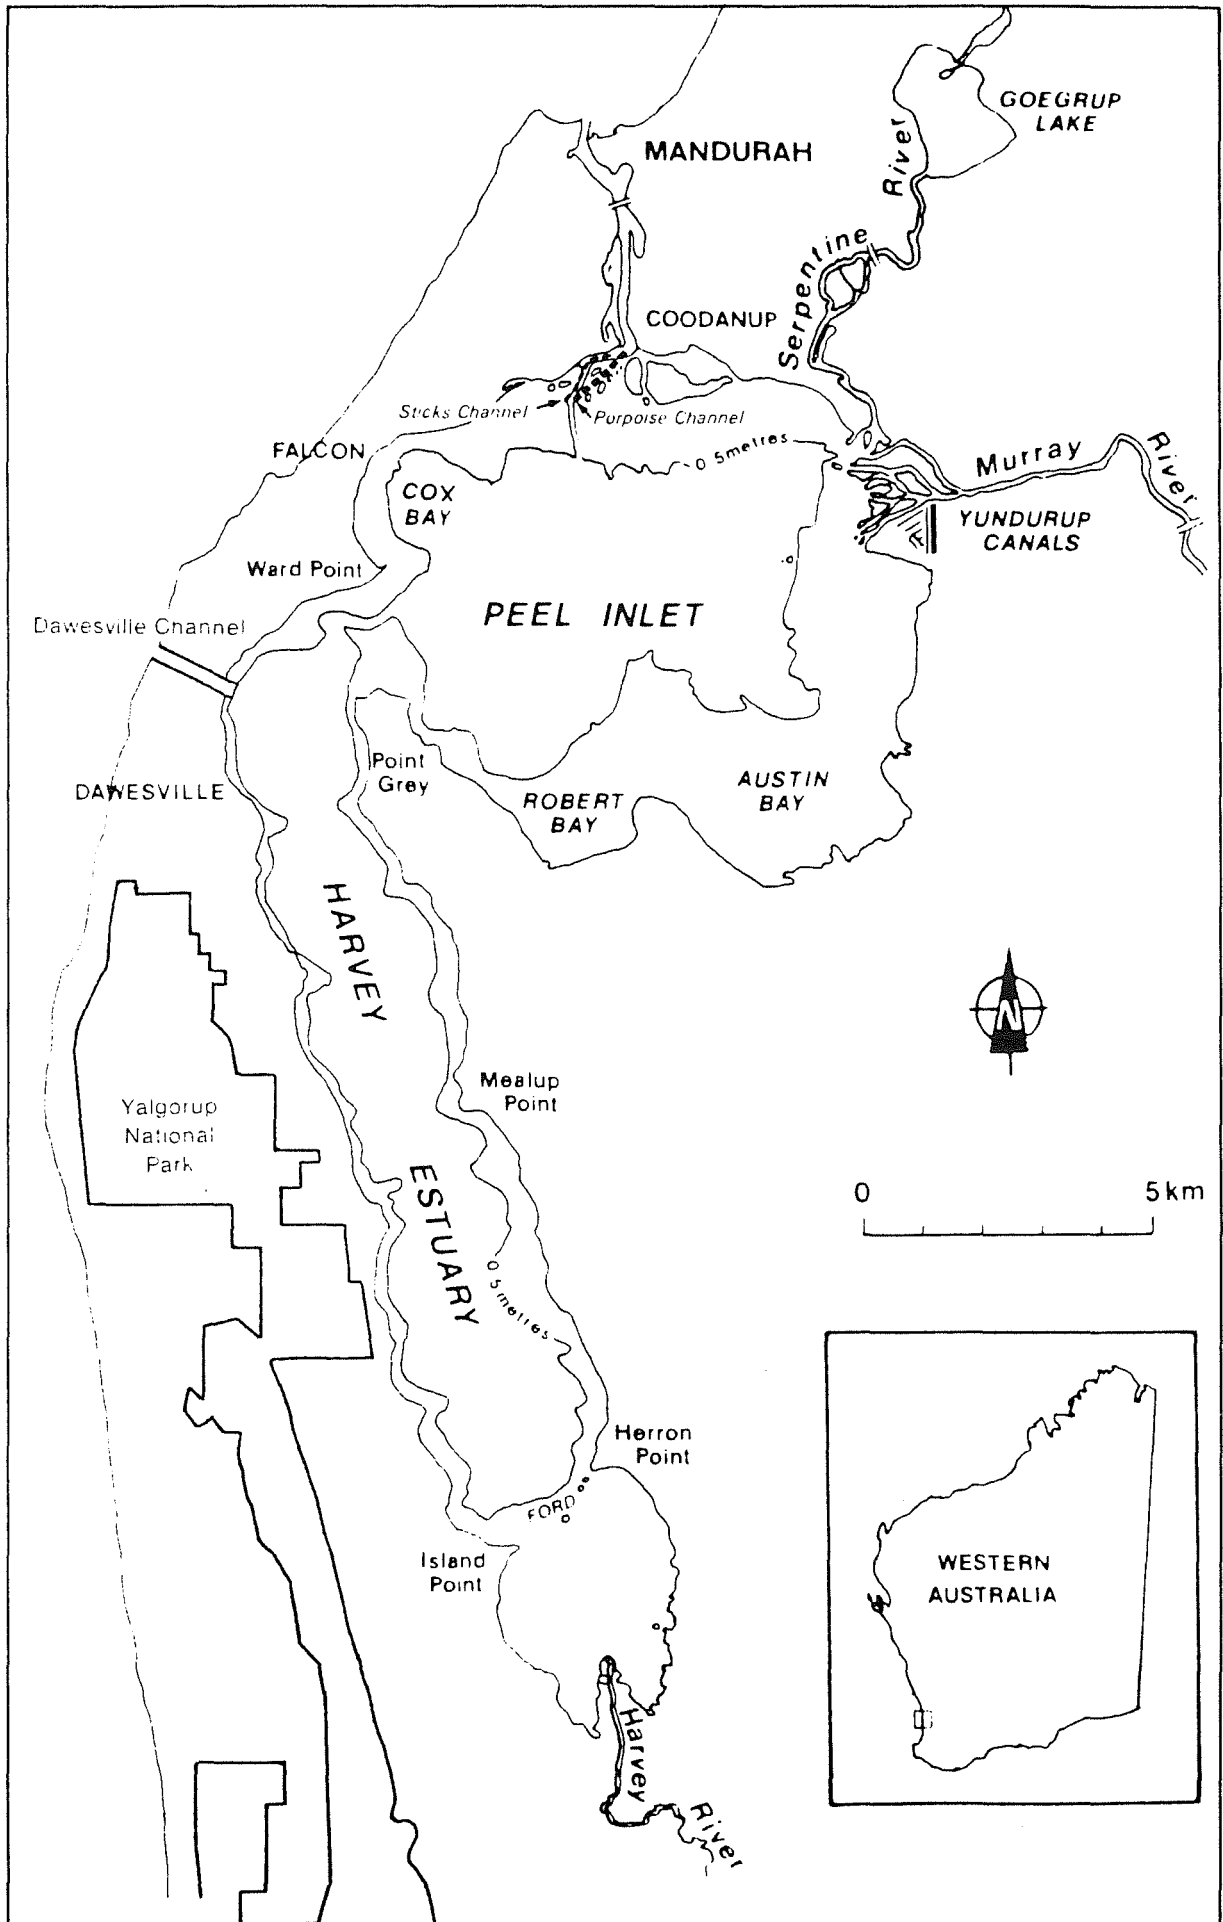 GOEGRUP
LAKE
MANDURAH
Serpentine River
COODANUP
Sticks Channel
Purpoise Channel
FALCON
0 5metres
Murray River
COX
BAY
YUNDURUP
CANALS
Ward Point
PEEL INLET
Dawesville Channel
Point
Grey
DAWESVILLE
ROBERT
BAY
AUSTIN
BAY
HARVEY ESTUARY
N
Mealup
Point
Yalgorup
National
Park
0 5km
0 5metres
Herron
Point
FORD
Island
Point
WESTERN
AUSTRALIA
Harvey River